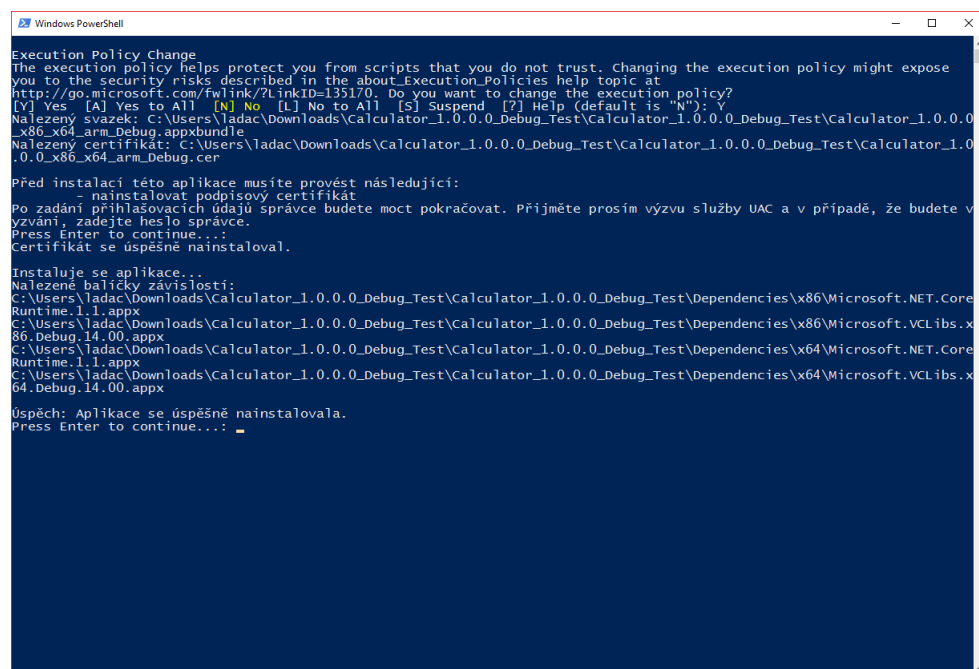 Windows PowerShell
Execution Policy Change
The execution policy helps protect you from scripts that you do not trust. Changing the execution policy might expose
you to the security risks described in the about_Execution_Policies help topic at
http://go.microsoft.com/fwlink/?LinkID=135170. Do you want to change the execution policy?
[Y] Yes  [A] Yes to All  [N] No  [L] No to All  [S] Suspend  [?] Help (default is "N"): Y
Nalezený svazek: C:\Users\ladac\Downloads\Calculator_1.0.0.0_Debug_Test\Calculator_1.0.0.0_Debug_Test\Calculator_1.0.0.0
_x86_x64_arm_Debug.appxbundle
Nalezený certifikát: C:\Users\ladac\Downloads\Calculator_1.0.0.0_Debug_Test\Calculator_1.0.0.0_Debug_Test\Calculator_1.0
.0.0_x86_x64_arm_Debug.cer
Před instalací této aplikace musíte provést následující:
- nainstalovat podpisový certifikát
Po zadání přihlašovacích údajů správce budete moct pokračovat. Přijměte prosím výzvu služby UAC a v případě, že budete v
yzváni, zadejte heslo správce.
Press Enter to continue...:
Certifikát se úspěšně nainstaloval.
Instaluje se aplikace...
Nalezené balíčky závislostí:
C:\Users\ladac\Downloads\Calculator_1.0.0.0_Debug_Test\Calculator_1.0.0.0_Debug_Test\Dependencies\x86\Microsoft.NET.Core
Runtime.1.1.appx
C:\Users\ladac\Downloads\Calculator_1.0.0.0_Debug_Test\Calculator_1.0.0.0_Debug_Test\Dependencies\x86\Microsoft.VCLibs.x
86.Debug.14.00.appx
C:\Users\ladac\Downloads\Calculator_1.0.0.0_Debug_Test\Calculator_1.0.0.0_Debug_Test\Dependencies\x64\Microsoft.NET.Core
Runtime.1.1.appx
C:\Users\ladac\Downloads\Calculator_1.0.0.0_Debug_Test\Calculator_1.0.0.0_Debug_Test\Dependencies\x64\Microsoft.VCLibs.x
64.Debug.14.00.appx
Úspěch: Aplikace se úspěšně nainstalovala.
Press Enter to continue...: